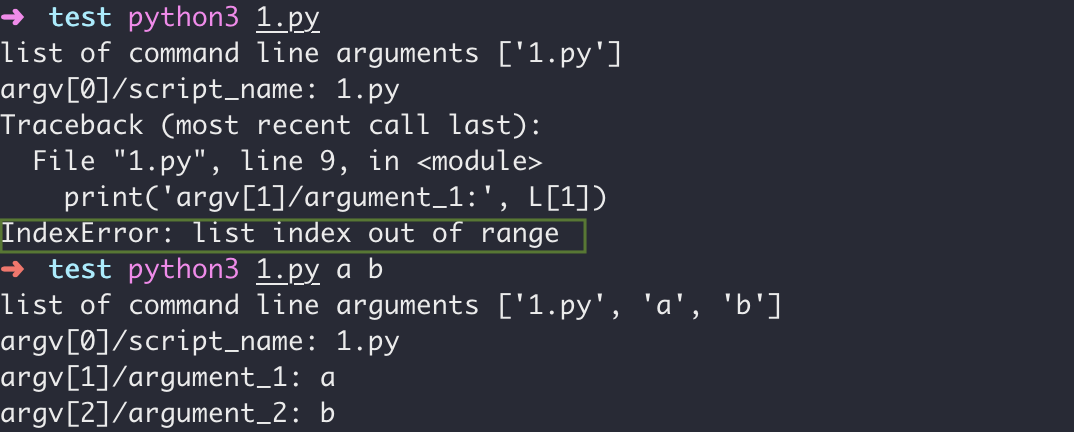 ➜  test python3 1.py
list of command line arguments ['1.py']
argv[0]/script_name: 1.py
Traceback (most recent call last):
  File "1.py", line 9, in <module>
    print('argv[1]/argument_1:', L[1])
IndexError: list index out of range
➜  test python3 1.py a b
list of command line arguments ['1.py', 'a', 'b']
argv[0]/script_name: 1.py
argv[1]/argument_1: a
argv[2]/argument_2: b